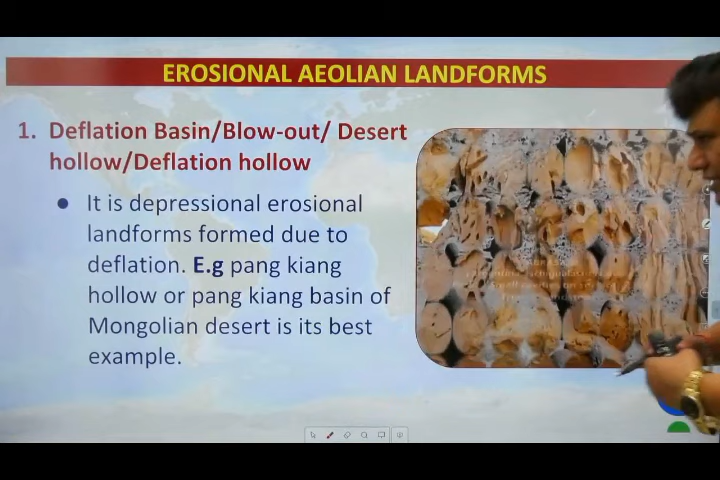 EROSIONAL AEOLIAN LANDFORMS
1. Deflation Basin/Blow-out/ Desert
hollow/Deflation hollow
● It is depressional erosional
landforms formed due to
deflation. E.g pang kiang
hollow or pang kiang basin of
Mongolian desert is its best
example.